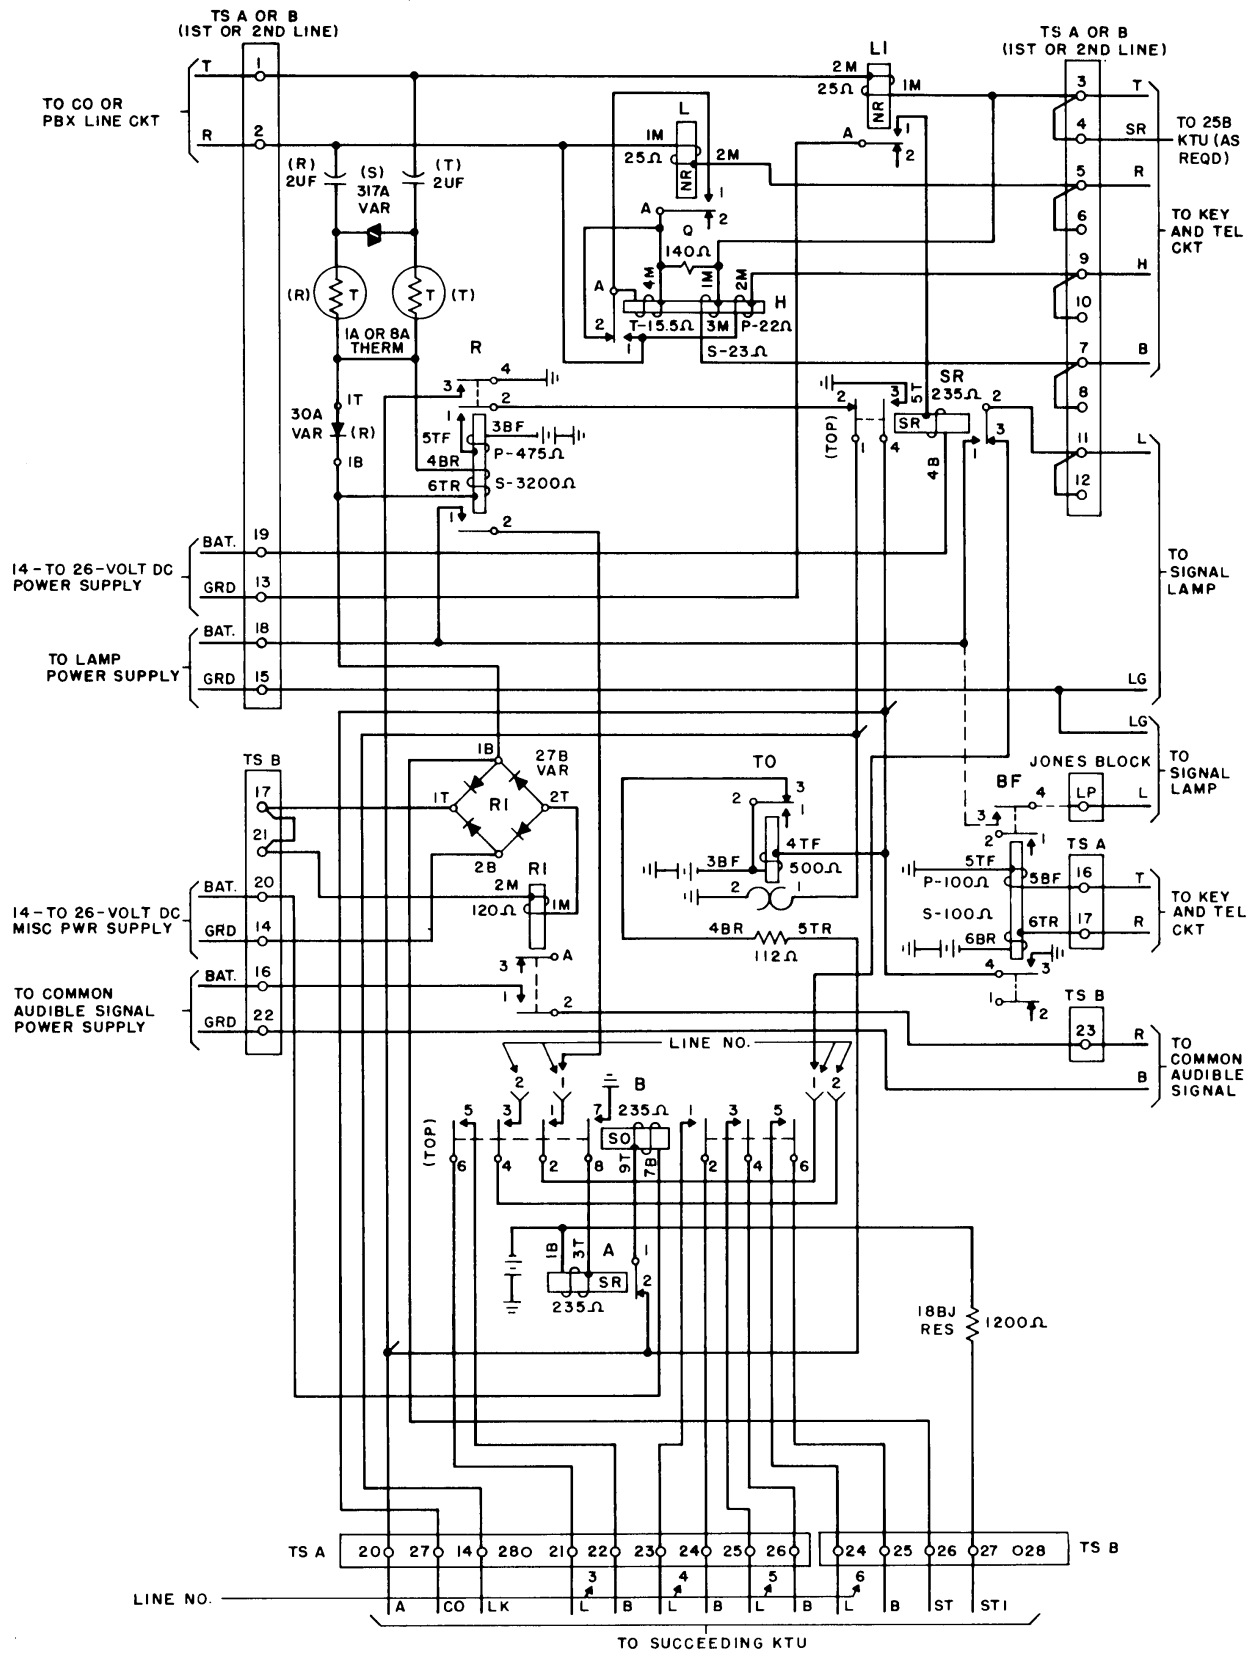 TS A OR B
(1ST OR 2ND LINE)
TS A OR B
(1ST OR 2ND LINE)
T
1
R
2
TO CO OR
PBX LINE CKT
L1
2M
25Ω
1M
NR
A
1
2
L
1M
25Ω
2M
NR
1
2
A
Q
140Ω
4M
1M
2M
A
H
T-15.5Ω
3M
P-22Ω
2
1
S-23Ω
(R)
2UF
(S)
317A
VAR
(T)
2UF
(R)
T
T
(T)
1A OR 8A
THERM
3
T
4
SR
5
R
6
9
H
10
7
B
8
11
L
12
TO 25B
KTU (AS
REQD)
TO KEY
AND TEL
CKT
TO
SIGNAL
LAMP
R
3
4
2
1
5TF
3BF
P-475Ω
4BR
6TR
S-3200Ω
1
2
30A
VAR
1T
(R)
1B
2
3
5T
(TOP)
1
4
SR
235Ω
SR
4B
2
3
1
14-TO 26-VOLT DC
POWER SUPPLY
BAT.
19
GRD
13
TO LAMP
POWER SUPPLY
BAT.
18
GRD
15
LG
LG
TO
SIGNAL
LAMP
L
TS B
17
21
1B
27B
VAR
1T
R1
2T
2B
R1
2M
120Ω
1M
3
A
1
2
TO
2
3
1
4TF
3BF
500Ω
2
1
4BR
5TR
112Ω
JONES BLOCK
LP
BF
4
3
2
1
5TF
P-100Ω
5BF
S-100Ω
6TR
6BR
4
3
1
2
TS A
16
T
17
R
TO KEY
AND TEL
CKT
14-TO 26-VOLT DC
MISC PWR SUPPLY
BAT.
20
GRD
14
TO COMMON
AUDIBLE SIGNAL
POWER SUPPLY
BAT.
16
GRD
22
TS B
23
R
B
TO
COMMON
AUDIBLE
SIGNAL
LINE NO.
2
1
1
2
(TOP)
5
3
1
7
B
235Ω
SO
1
3
5
6
4
2
8
9T
7B
2
4
6
1B
3T
A
SR
235Ω
1
2
18BJ
RES
1200Ω
TS A
20
27
14
28
21
22
23
24
25
26
24
25
26
27
28
TS B
LINE NO.
3
4
5
6
A
CO
LK
L
B
L
B
L
B
L
B
ST
ST1
TO SUCCEEDING KTU